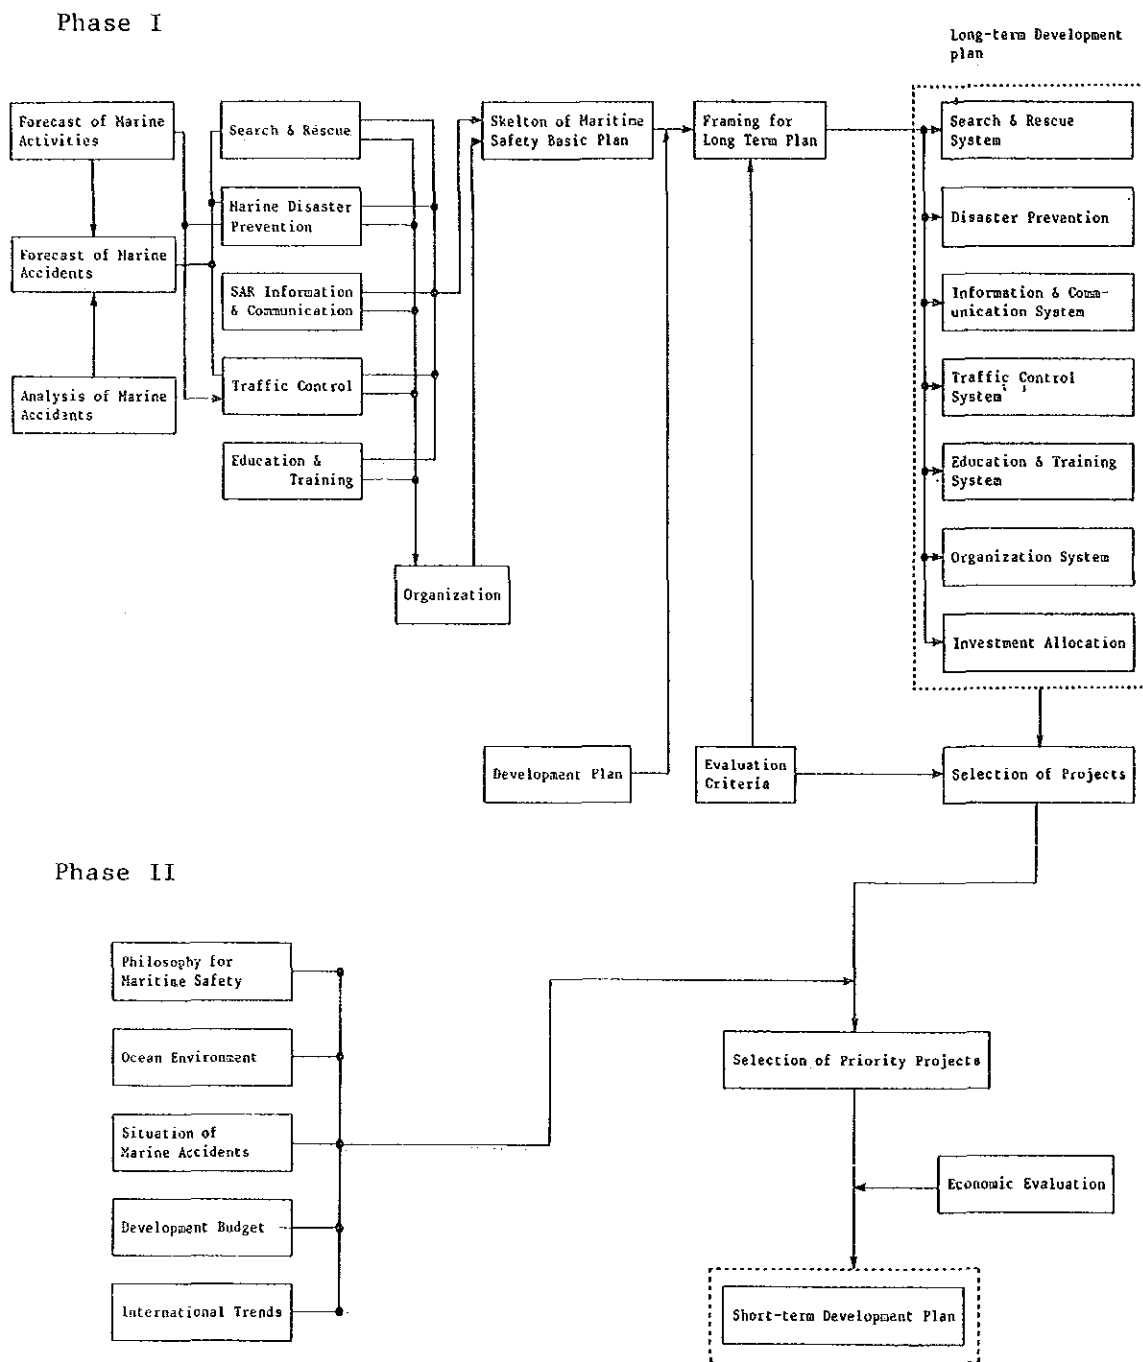 Phase I
Long-term Development
plan
Forecast of Marine
Activities
Search & Rescue
Skelton of Maritime
Safety Basic Plan
Framing for
Long Term Plan
Search & Rescue
System
Marine Disaster
Prevention
Disaster Prevention
Forecast of Marine
Accidents
SAR Information
& Communication
Information & Comm-
unication System
Analysis of Marine
Accidents
Traffic Control
Traffic Control
System
Education &
Training
Education & Training
System
Organization
Organization System
Investment Allocation
Development Plan
Evaluation
Criteria
Selection of Projects
Phase II
Philosophy for
Maritime Safety
Ocean Environment
Selection of Priority Projects
Situation of
Marine Accidents
Economic Evaluation
Development Budget
International Trends
Short-term Development Plan